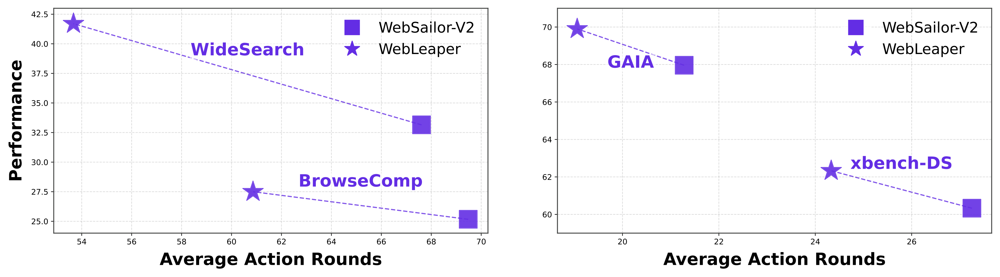 Performance
42.5
40.0
37.5
35.0
32.5
30.0
27.5
25.0
WebSailor-V2
WebLeaper
WideSearch
BrowseComp
54 56 58 60 62 64 66 68 70
Average Action Rounds
70
68
66
64
62
60
WebSailor-V2
WebLeaper
GAIA
xbench-DS
20 22 24 26
Average Action Rounds